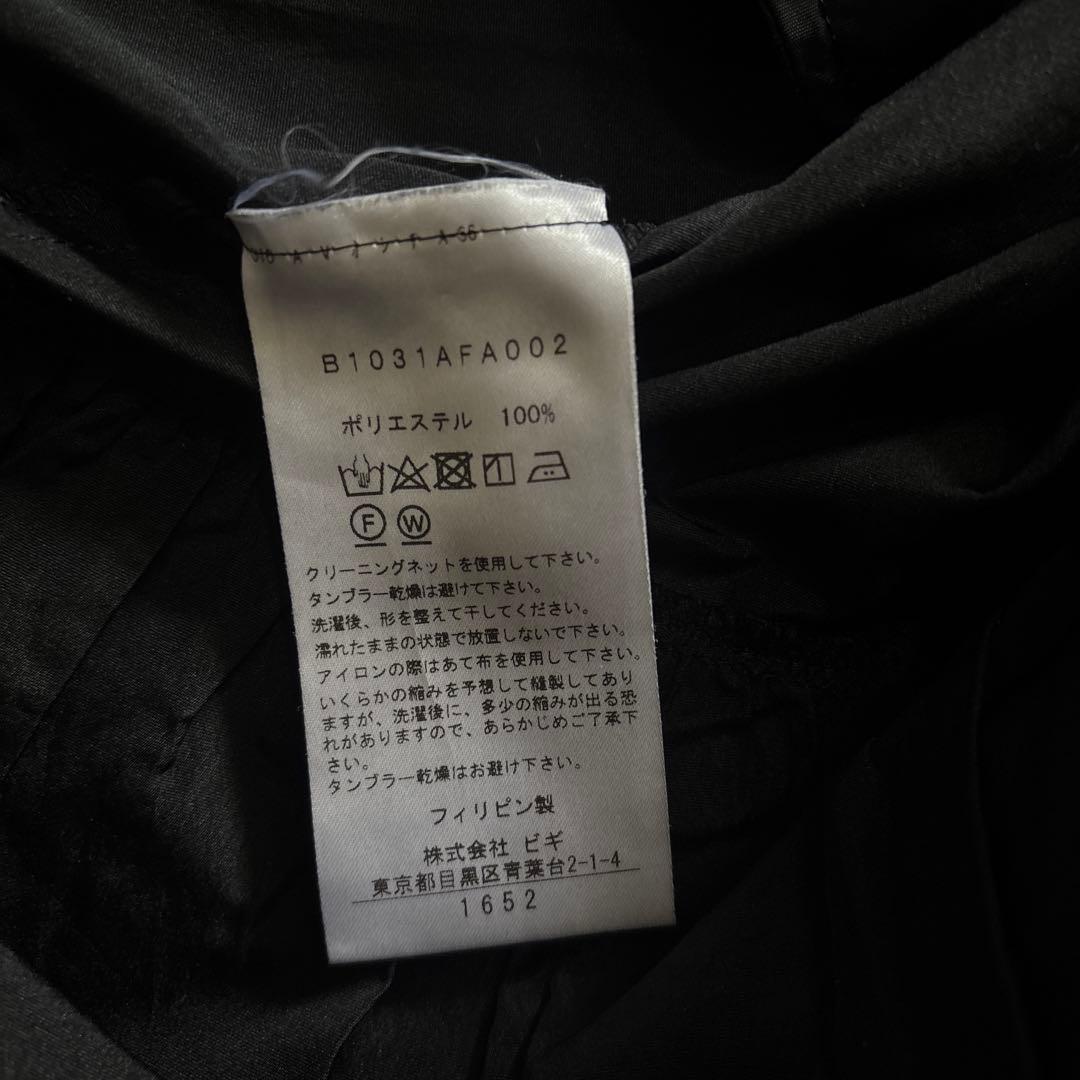 B1031AFA002
ポリエステル 100%
F W
クリーニングネットを使用して下さい。
タンブラー乾燥は避けて下さい。
洗濯後、形を整えて干してください。
濡れたままの状態で放置しないで下さい。
アイロンの際はあて布を使用して下さい。
いくらかの縮みを予想して縫製してあり
ますが、洗濯後に、多少の縮みが出る恐
れがありますので、あらかじめご了承下
さい。
タンブラー乾燥はお避け下さい。
フィリピン製
株式会社 ビギ
東京都目黒区青葉台2-1-4
1652